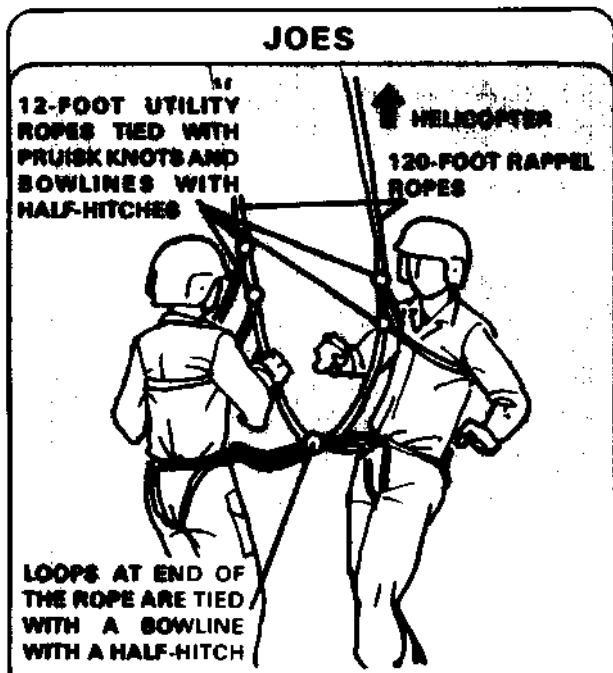 JOES
12-FOOT UTILITY
ROPES TIED WITH
PRUISK KNOTS AND
BOWLINES WITH
HALF-HITCHES
HELICOPTER
120-FOOT RAPPEL
ROPES
LOOPS AT END OF
THE ROPE ARE TIED
WITH A BOWLINE
WITH A HALF-HITCH